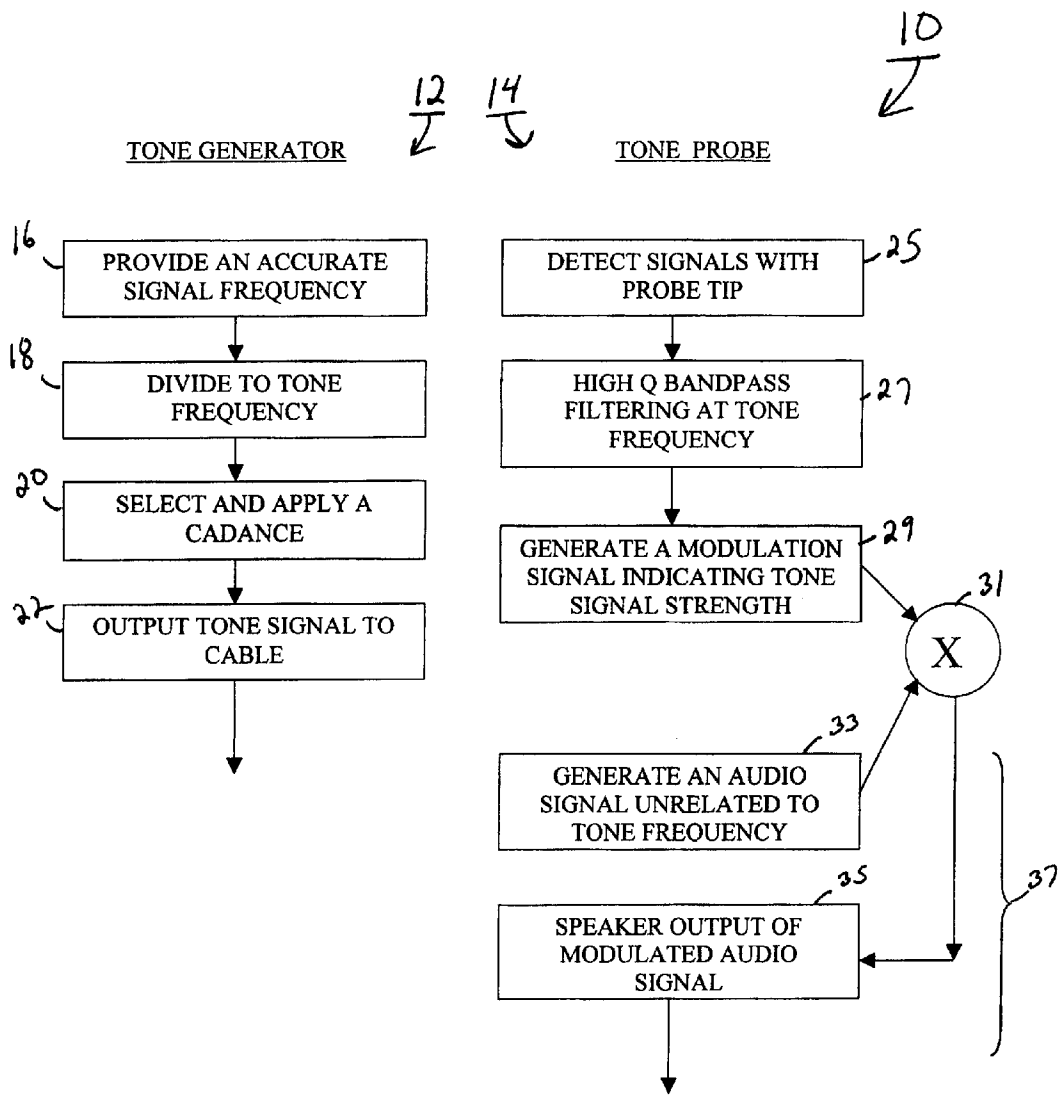 10
12
14
TONE GENERATOR
TONE PROBE
16
PROVIDE AN ACCURATE
SIGNAL FREQUENCY
18
DIVIDE TO TONE
FREQUENCY
20
SELECT AND APPLY A
CADANCE
22
OUTPUT TONE SIGNAL TO
CABLE
25
DETECT SIGNALS WITH
PROBE TIP
27
HIGH Q BANDPASS
FILTERING AT TONE
FREQUENCY
29
GENERATE A MODULATION
SIGNAL INDICATING TONE
SIGNAL STRENGTH
31
X
33
GENERATE AN AUDIO
SIGNAL UNRELATED TO
TONE FREQUENCY
35
SPEAKER OUTPUT OF
MODULATED AUDIO
SIGNAL
37